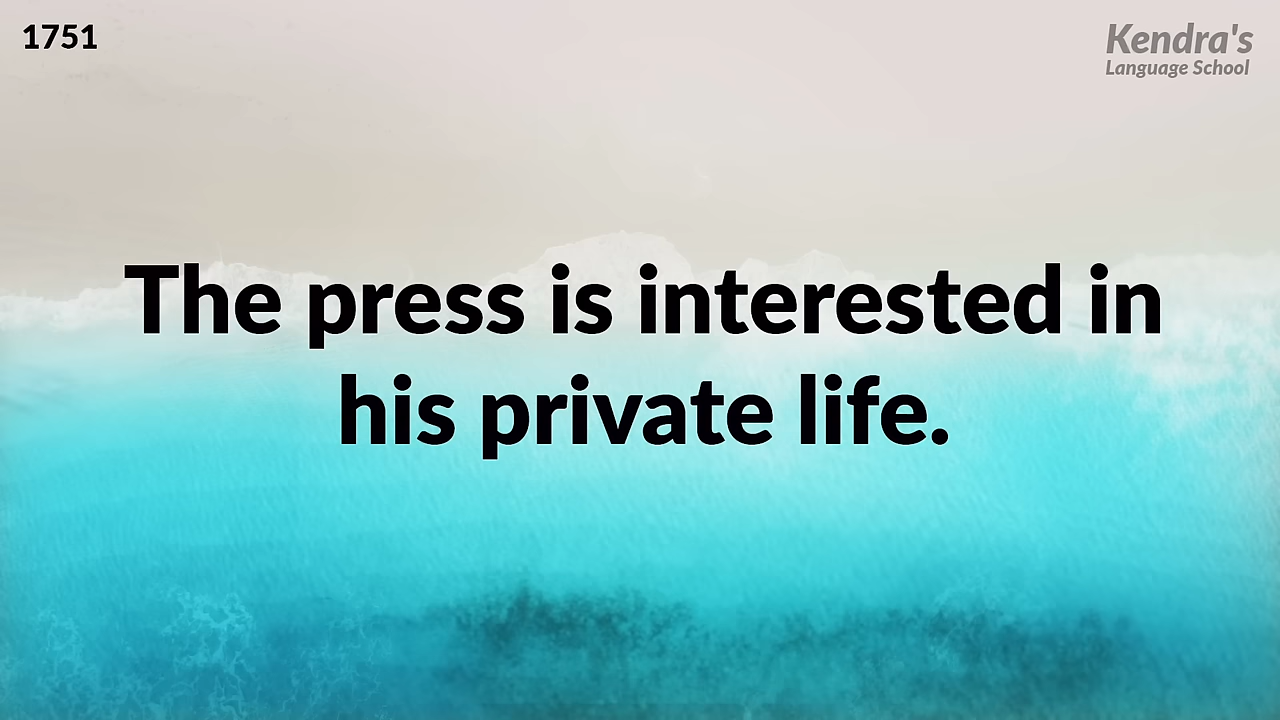 1751
Kendra's
Language School
The press is interested in
his private life.